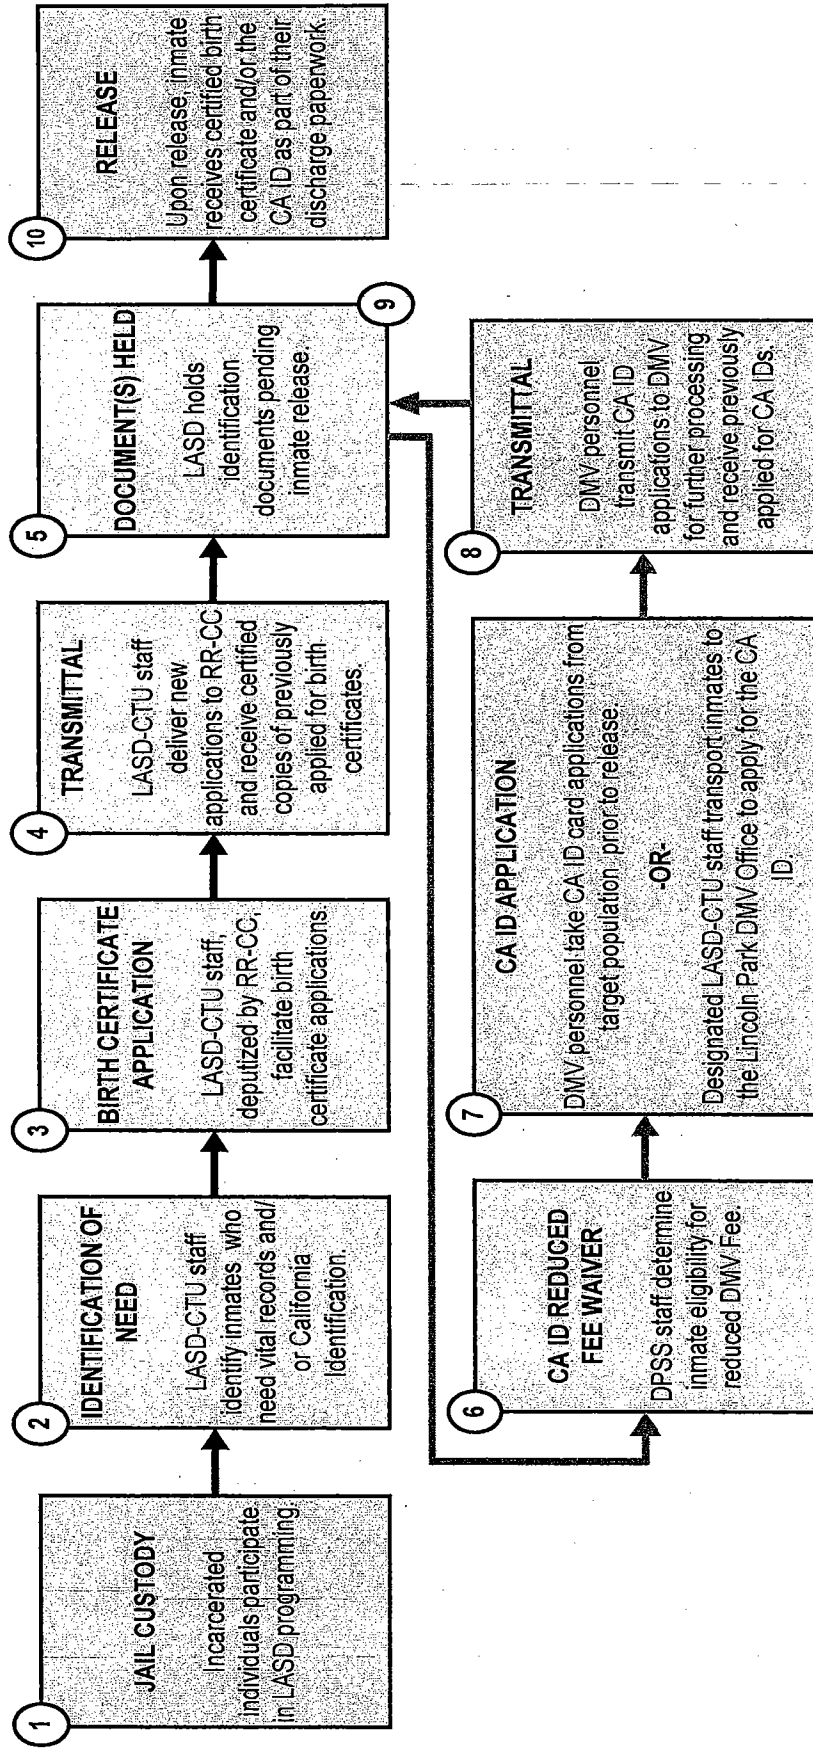 1
JAIL CUSTODY
Incarcerated
individuals participate
in LASD programming.
2
IDENTIFICATION OF
NEED
LASD-CTU staff
identify inmates who
need vital records and/
or California
Identification.
3
BIRTH CERTIFICATE
APPLICATION
LASD-CTU staff,
deputized by RR-CC,
facilitate birth
certificate applications.
4
TRANSMITTAL
LASD-CTU staff
deliver new
applications to RR-CC
and receive certified
copies of previously
applied for birth
certificates.
5
DOCUMENT(S) HELD
LASD holds
identification
documents pending
inmate release.
9
10
RELEASE
Upon release, inmate
receives certified birth
certificate and/or the
CA ID as part of their
discharge paperwork.
6
CA ID REDUCED
FEE WAIVER
DPSS staff determine
inmate eligibility for
reduced DMV Fee.
7
CA ID APPLICATION
DMV personnel take CA ID card applications from
target population prior to release.
-OR-
Designated LASD-CTU staff transport inmates to
the Lincoln Park DMV Office to apply for the CA
ID.
8
TRANSMITTAL
DMV personnel
transmit CA ID
applications to DMV
for further processing
and receive previously
applied for CA IDs.